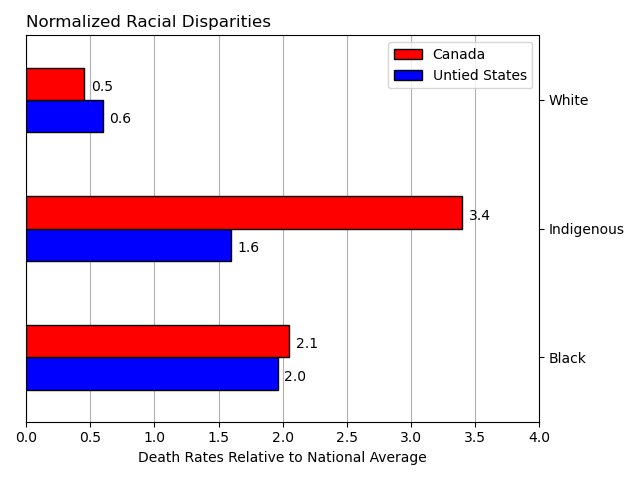 Normalized Racial Disparities
Canada
Untied States
0.5
0.6
White
3.4
1.6
Indigenous
2.1
2.0
Black
0.0 0.5 1.0 1.5 2.0 2.5 3.0 3.5 4.0
Death Rates Relative to National Average